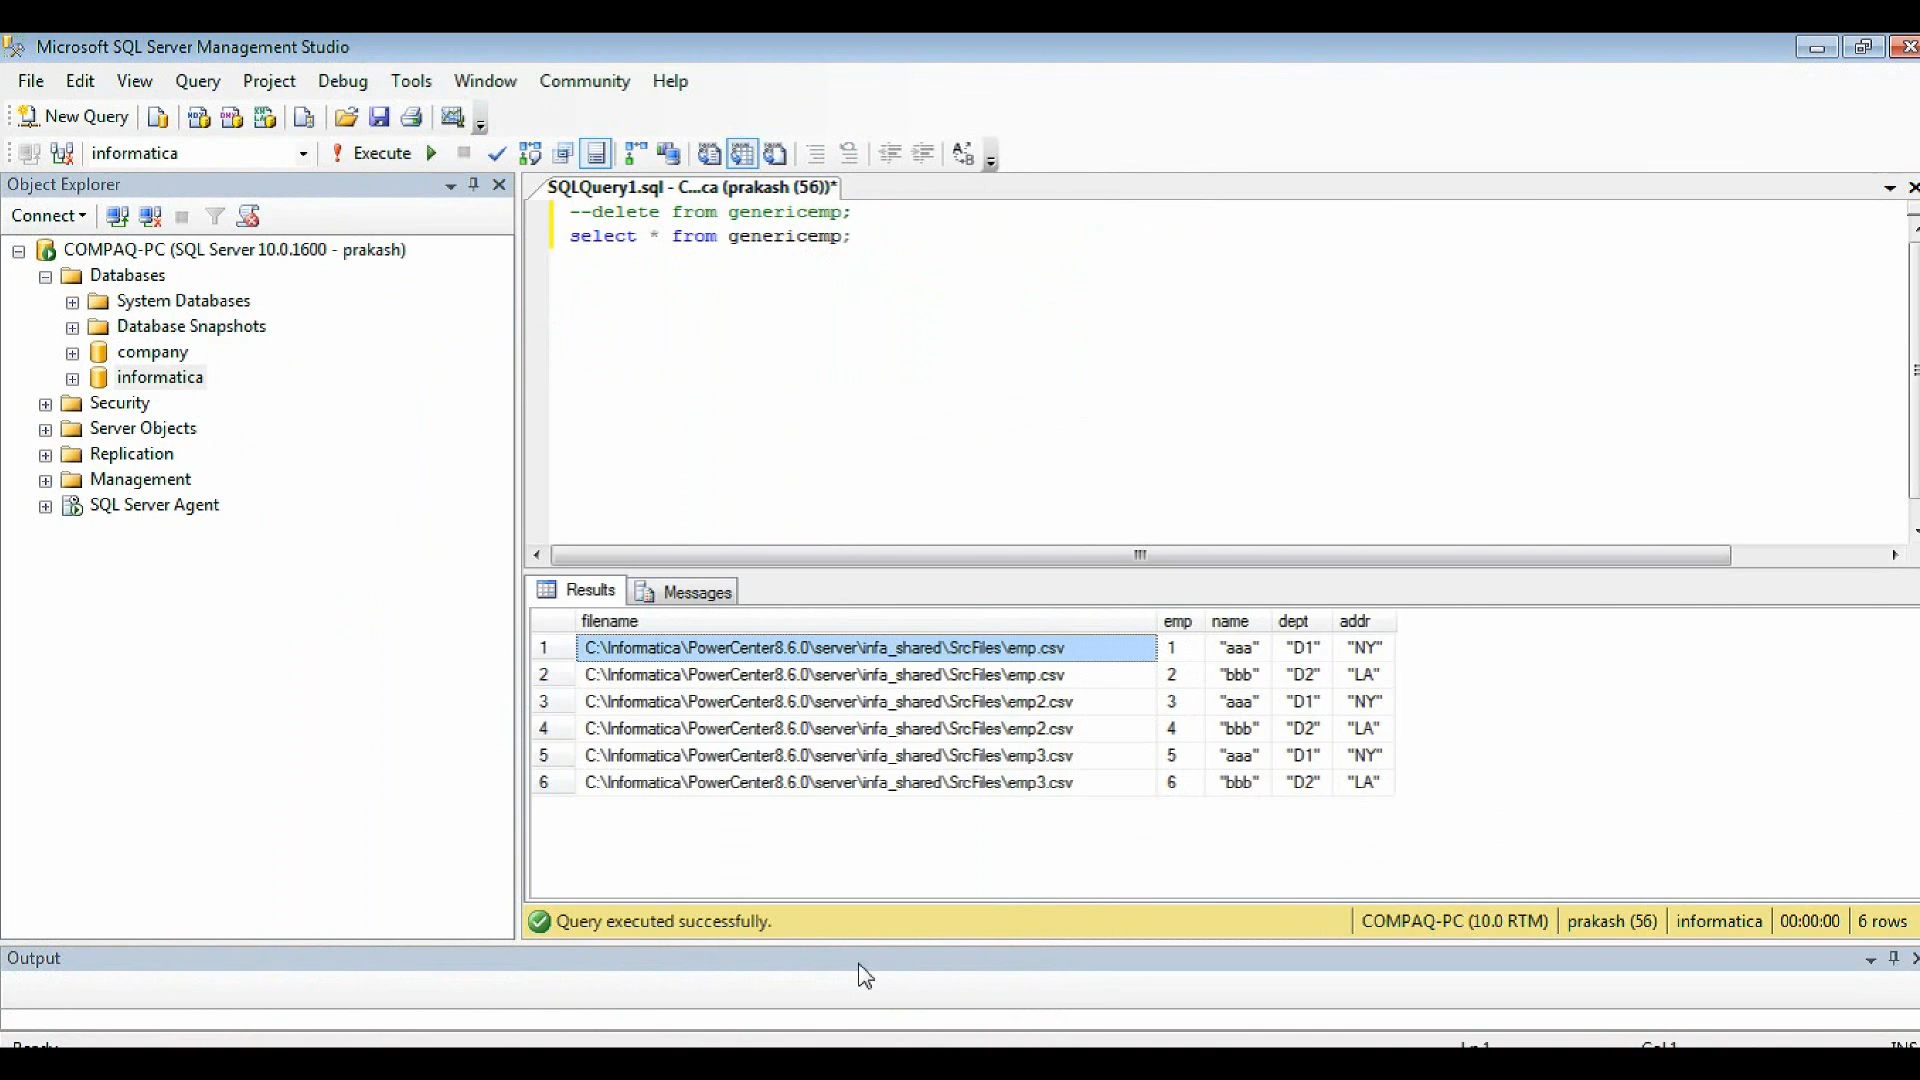 Microsoft SQL Server Management Studio
File Edit View Query Project Debug Tools Window Community Help
New Query
informatica Execute
Object Explorer
SQLQuery1.sql - C...ca (prakash (56))*
Connect
--delete from genericemp;
select * from genericemp;
COMPAQ-PC (SQL Server 10.0.1600 - prakash)
Databases
System Databases
Database Snapshots
company
informatica
Security
Server Objects
Replication
Management
SQL Server Agent
Results Messages
filename emp name dept addr
1 C:\Informatica\PowerCenter8.6.0\server\infa_shared\SrcFiles\emp.csv 1 "aaa" "D1" "NY"
2 C:\Informatica\PowerCenter8.6.0\server\infa_shared\SrcFiles\emp.csv 2 "bbb" "D2" "LA"
3 C:\Informatica\PowerCenter8.6.0\server\infa_shared\SrcFiles\emp2.csv 3 "aaa" "D1" "NY"
4 C:\Informatica\PowerCenter8.6.0\server\infa_shared\SrcFiles\emp2.csv 4 "bbb" "D2" "LA"
5 C:\Informatica\PowerCenter8.6.0\server\infa_shared\SrcFiles\emp3.csv 5 "aaa" "D1" "NY"
6 C:\Informatica\PowerCenter8.6.0\server\infa_shared\SrcFiles\emp3.csv 6 "bbb" "D2" "LA"
Query executed successfully. COMPAQ-PC (10.0 RTM) prakash (56) informatica 00:00:00 6 rows
Output